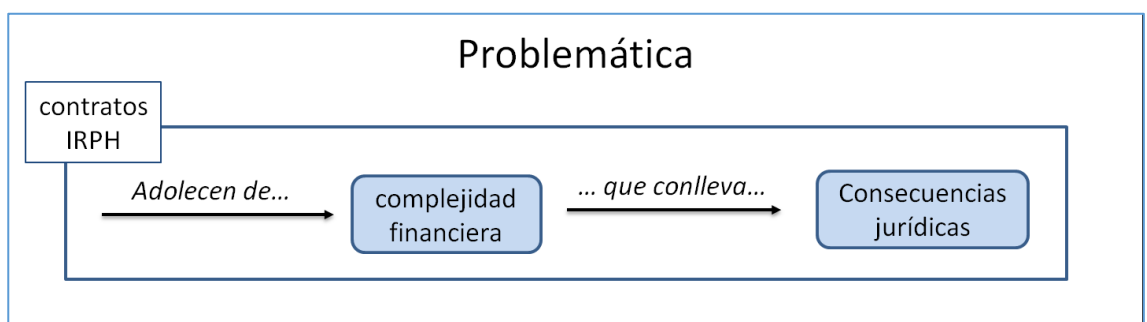 Problemática
contratos
IRPH
Adolecen de...
complejidad
financiera
... que conlleva...
Consecuencias
jurídicas